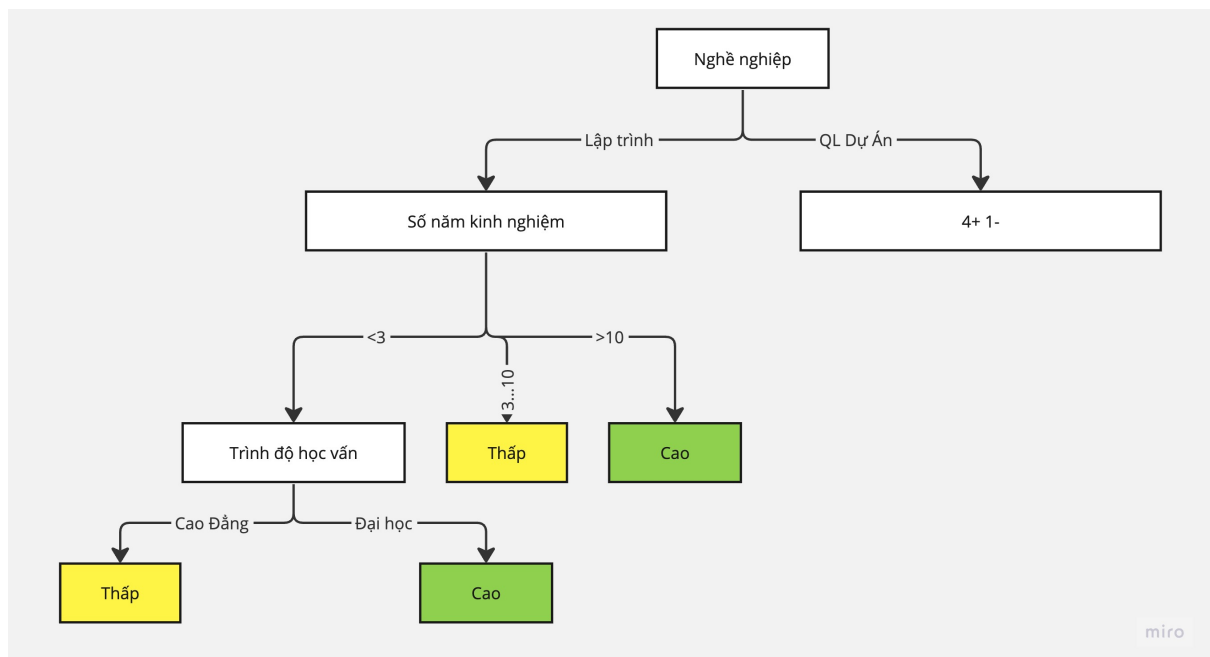 Nghề nghiệp
Lập trình
QL Dự Án
Số năm kinh nghiệm
4+ 1-
<3
3...10
>10
Trình độ học vấn
Thấp
Cao
Cao Đẳng
Đại học
Thấp
Cao
miro